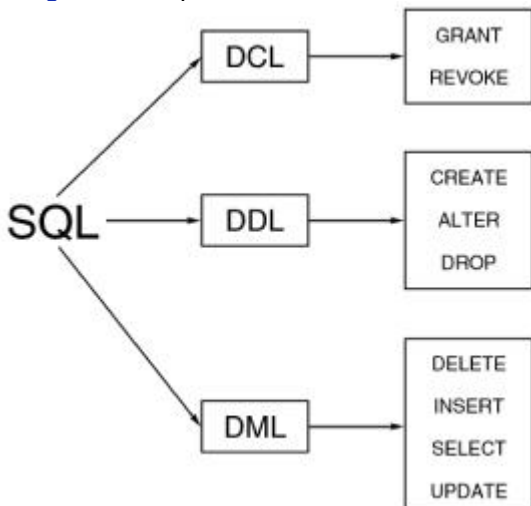 SQL
DCL
GRANT
REVOKE
DDL
CREATE
ALTER
DROP
DML
DELETE
INSERT
SELECT
UPDATE